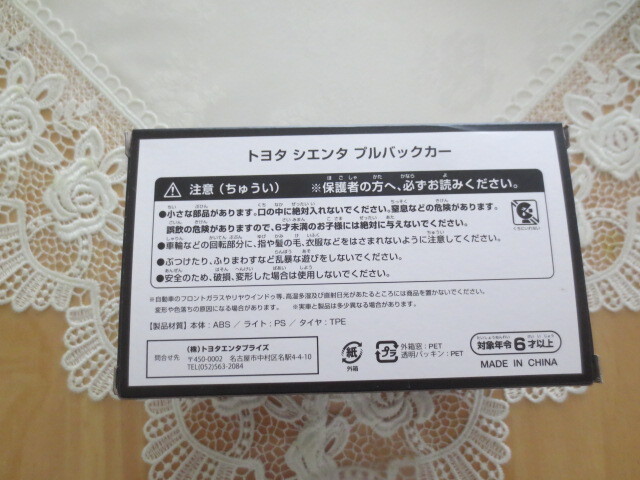 トヨタ シエンタ プルバックカー
注意（ちゅうい） ※保護者の方へ、必ずお読みください。
●小さな部品があります。口の中に絶対入れないでください。窒息などの危険があります。
誤飲の危険がありますので、6才未満のお子様には絶対に与えないでください。
●車輪などの回転部分に、指や髪の毛、衣服などをはさまれないように注意してください。
●ぶつけたり、ふりまわすなど乱暴な遊びをしないでください。
●安全のため、破損、変形した場合は使用しないでください。
※自動車のフロントガラスやリヤウインドゥ等、高温多湿及び直射日光があたるところには商品を置かないでください。
変形や色落ちの原因になる場合があります。 ※実車と製品は多少異なる場合があります。
【製品材質】本体：ABS / ライト：PS / タイヤ：TPE
問合せ先
（株）トヨタエンタプライズ
〒450-0002 名古屋市中村区名駅4-4-10
TEL(052)563-2084
紙
外箱
プラ
外箱窓：PET
透明パッキン：PET
対象年令 6才以上
MADE IN CHINA